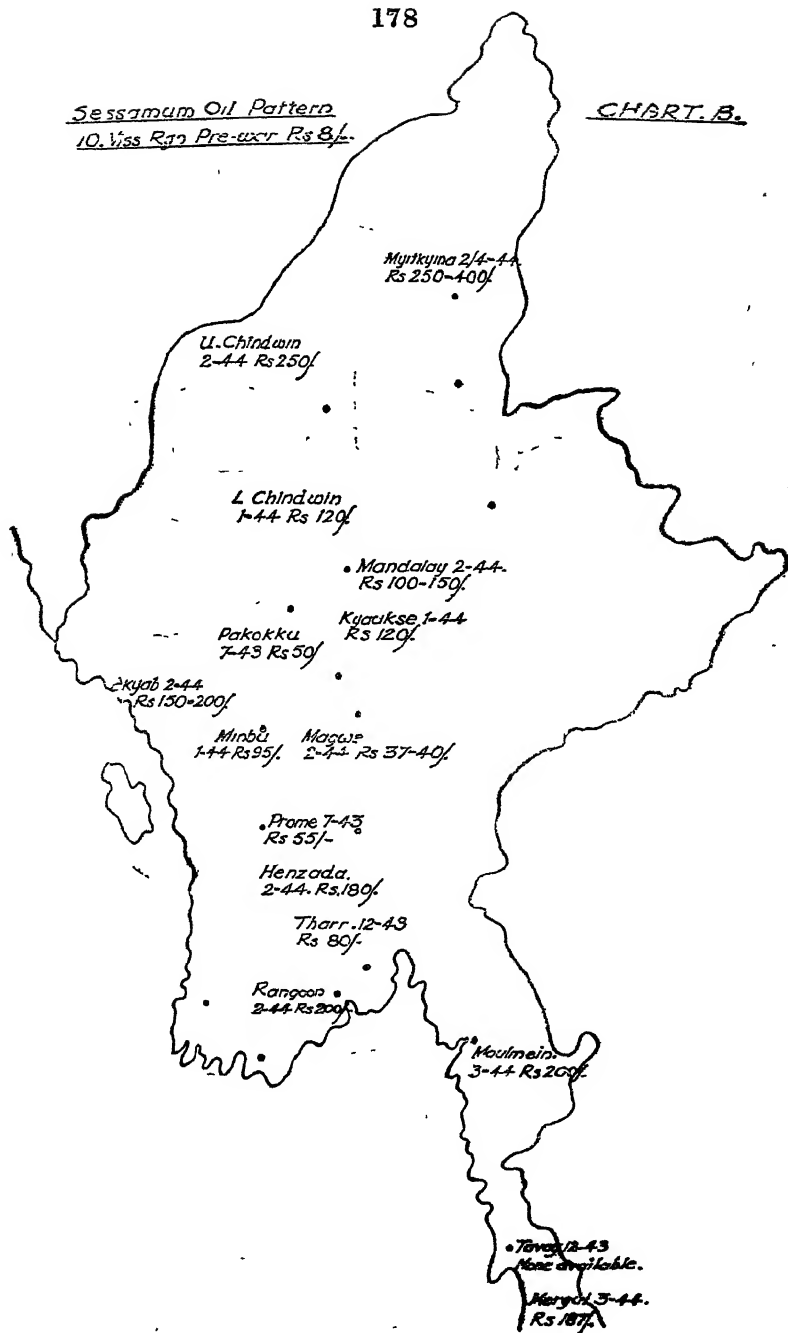 178
Sessamum Oil Pattern
10. Viss Rgn Pre-war Rs 8/-.
CHART. B.
Myitkyina 2/4-44.
Rs 250-400/.
U. Chindwin
2-44 Rs 250/.
L Chindwin
1-44 Rs 120/.
Mandalay 2-44.
Rs 100-150/.
Kyaukse 1-44
Rs 120/.
Pakokku
7-43 Rs 50/
Akyab 2-44
Rs 150-200/.
Minbu
1-44 Rs 95/.
Magwe
2-44 Rs 37-40/.
Prome 7-43
Rs 55/-
Henzada.
2-44. Rs. 180/.
Tharr. 12-43
Rs 80/-
Rangoon
2-44 Rs 200/-
Moulmein.
3-44 Rs 200/.
Tavoy 12-43
None available.
Mergui 3-44.
Rs 187/.